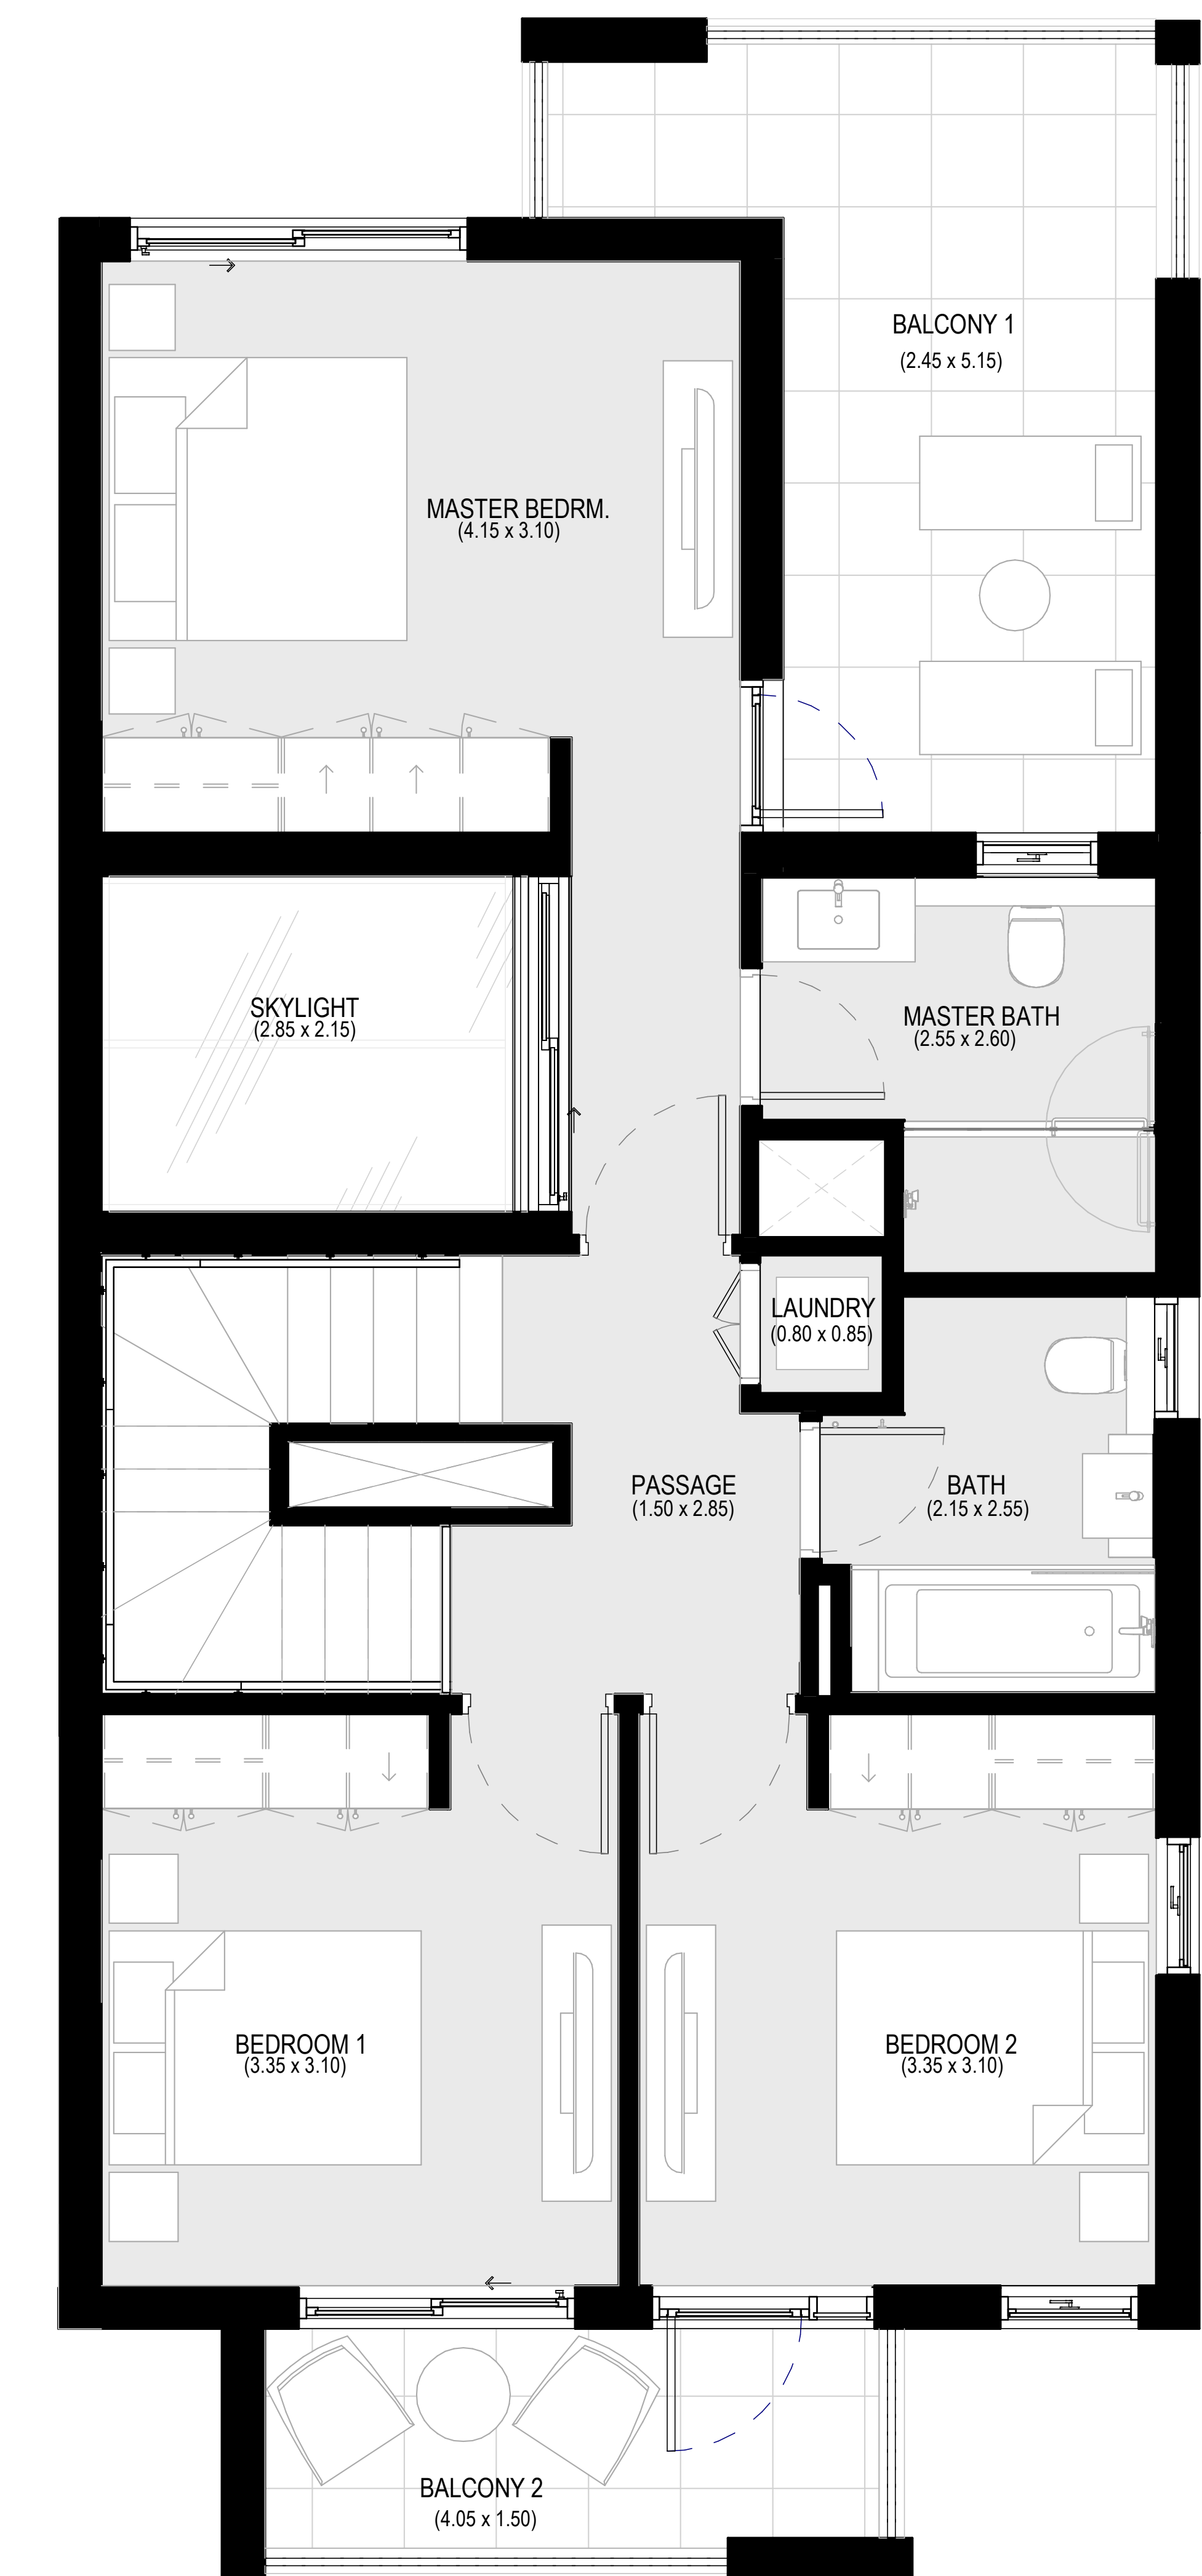 BALCONY 1
(2.45 x 5.15)
MASTER BEDRM.
(4.15 x 3.10)
SKYLIGHT
(2.85 x 2.15)
MASTER BATH
(2.55 x 2.60)
LAUNDRY
(0.80 x 0.85)
PASSAGE
(1.50 x 2.85)
BATH
(2.15 x 2.55)
BEDROOM 1
(3.35 x 3.10)
BEDROOM 2
(3.35 x 3.10)
BALCONY 2
(4.05 x 1.50)